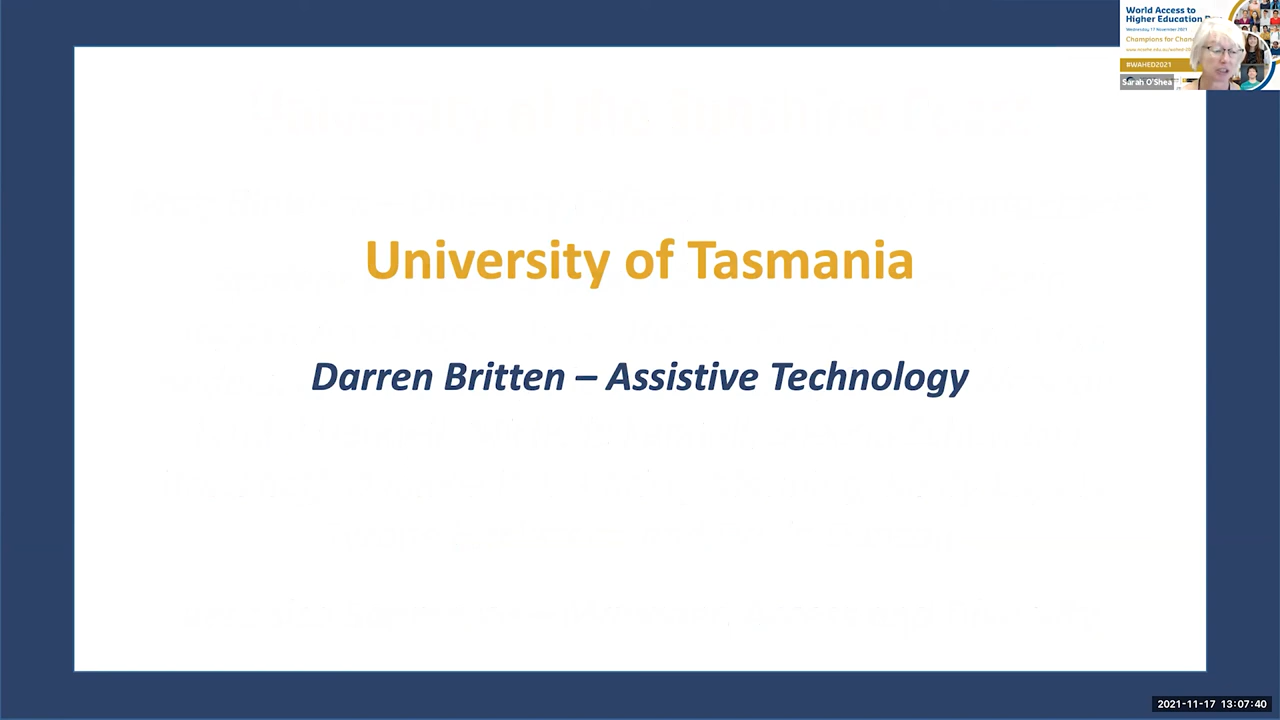 World Access to
Higher Education
Wednesday, 17 November 2021
Champions for Chan
#WAHED2021
Sarah O'Shea
University of Tasmania
Darren Britten – Assistive Technology
2021-11-17 13:07:40